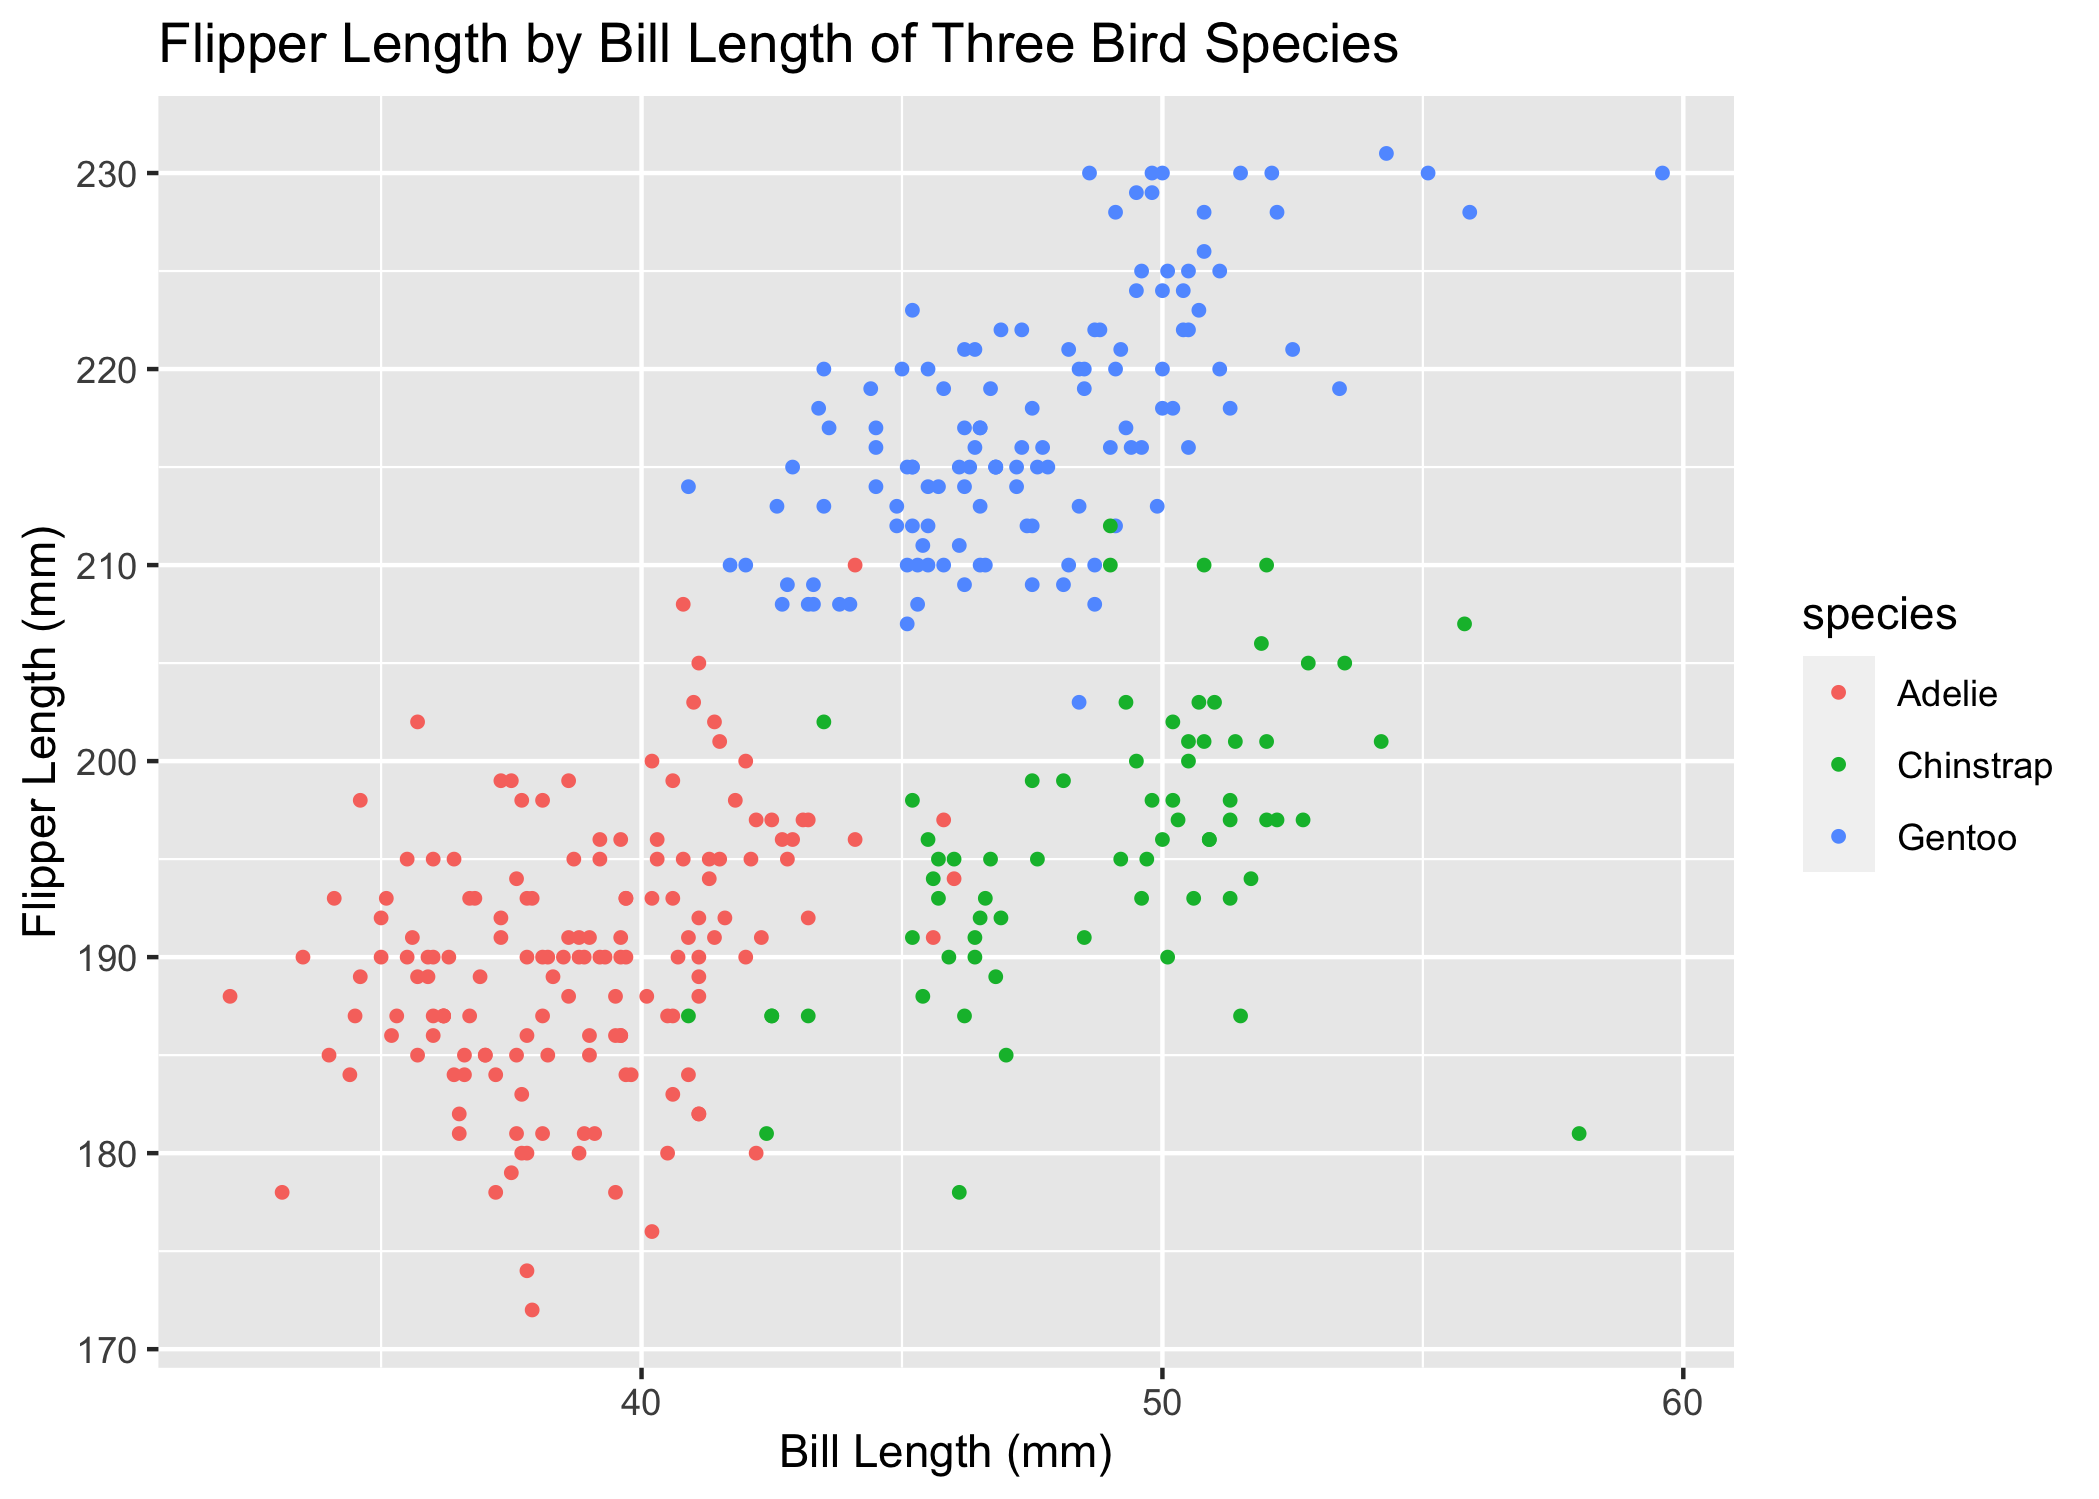 Flipper Length by Bill Length of Three Bird Species
Flipper Length (mm)
230
220
210
200
190
180
170
40 50 60
Bill Length (mm)
species
Adelie
Chinstrap
Gentoo